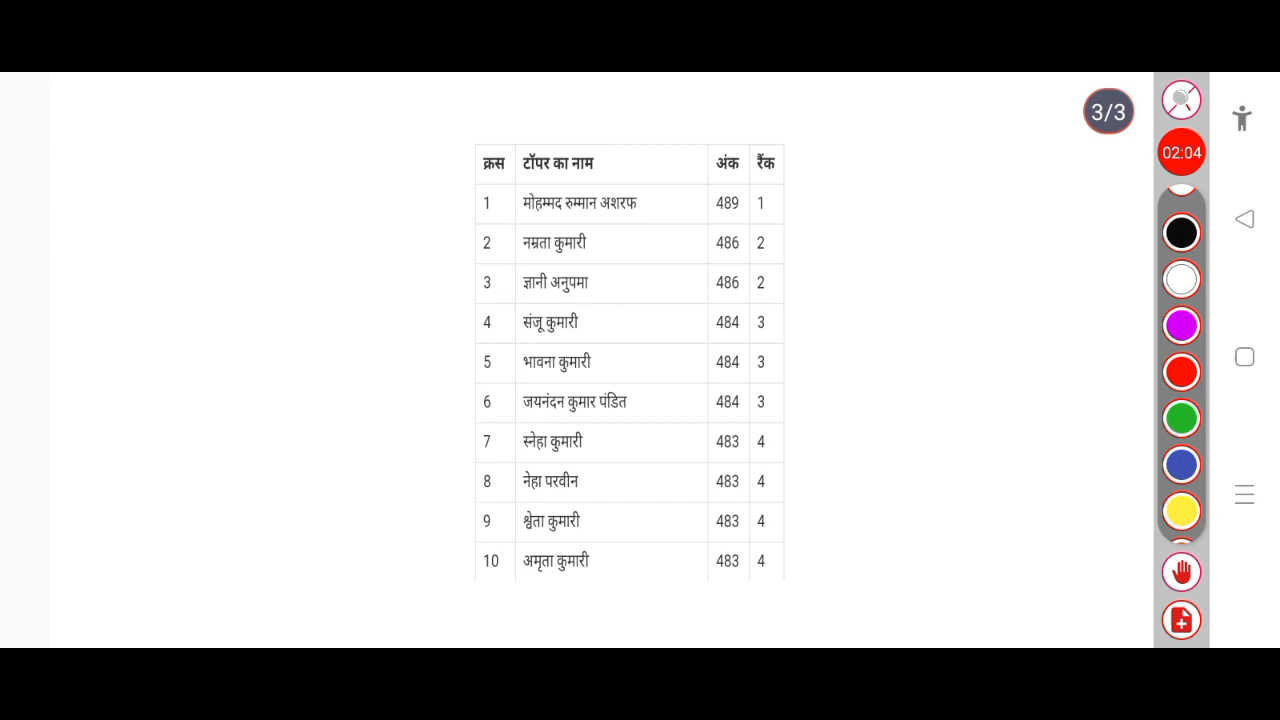 3/3
02:04
क्रस टॉपर का नाम अंक रैंक
1 मोहम्मद रुम्मान अशरफ 489 1
2 नम्रता कुमारी 486 2
3 ज्ञानी अनुपमा 486 2
4 संजू कुमारी 484 3
5 भावना कुमारी 484 3
6 जयनंदन कुमार पंडित 484 3
7 स्नेहा कुमारी 483 4
8 नेहा परवीन 483 4
9 श्वेता कुमारी 483 4
10 अमृता कुमारी 483 4